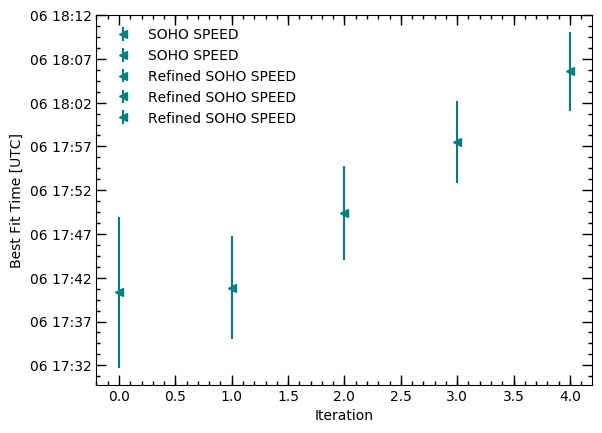 06 18:12
06 18:07
06 18:02
06 17:57
06 17:52
06 17:47
06 17:42
06 17:37
06 17:32
Best Fit Time [UTC]
SOHO SPEED
SOHO SPEED
Refined SOHO SPEED
Refined SOHO SPEED
Refined SOHO SPEED
0.0 0.5 1.0 1.5 2.0 2.5 3.0 3.5 4.0
Iteration